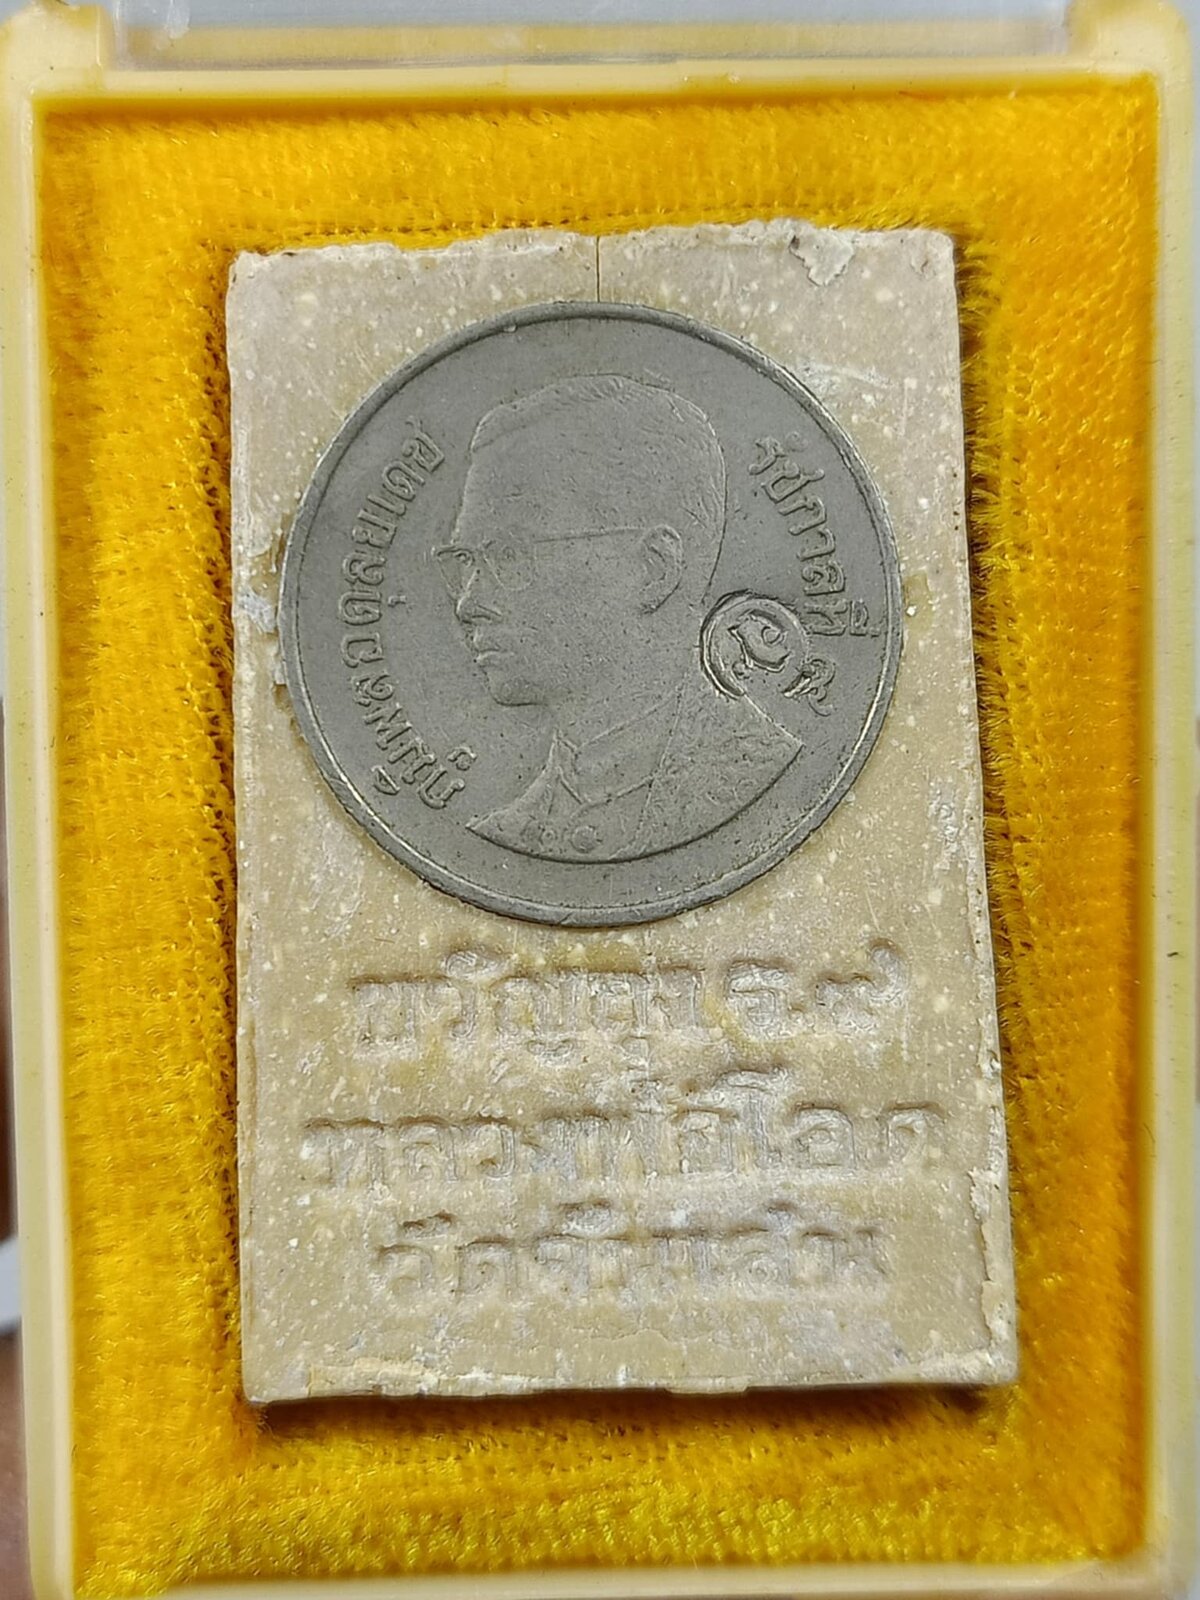 ภูมิพลอดุลยเดช
รัชกาลที่ ๙
ขวัญถุง ร.๙
หลวงพ่อโอด
วัดจันเสน